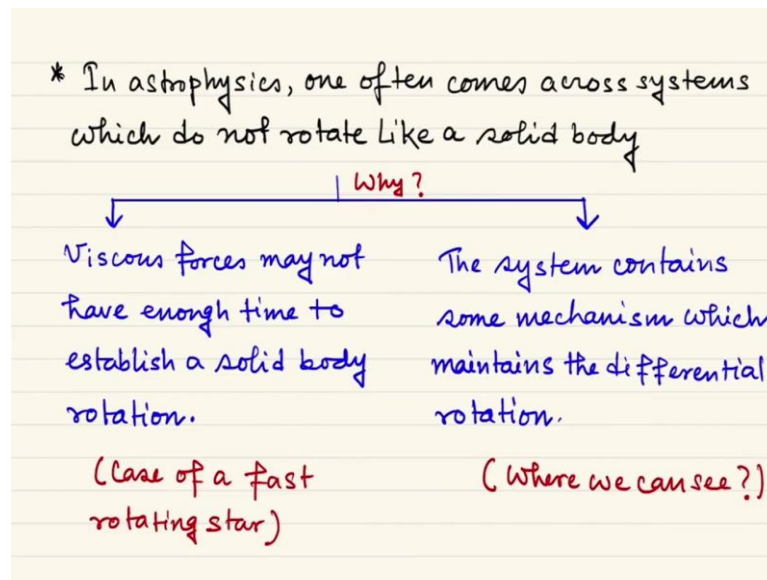 * In astrophysics, one often comes across systems
which do not rotate like a solid body
Why?
Viscous forces may not
have enough time to
establish a solid body
rotation.
(Case of a fast
rotating star)
The system contains
some mechanism which
maintains the differential
rotation.
(Where we can see?)